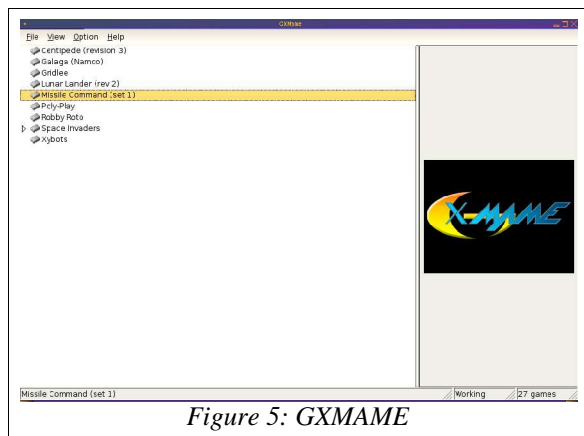 GXMame
File View Option Help
Centipede (revision 3)
Galaga (Namco)
Gridlee
Lunar Lander (rev 2)
Missile Command (set 1)
Poly-Play
Robby Roto
Space Invaders
Xybots
X-MAME
Missile Command (set 1) Working 27 games
Figure 5: GXMAME